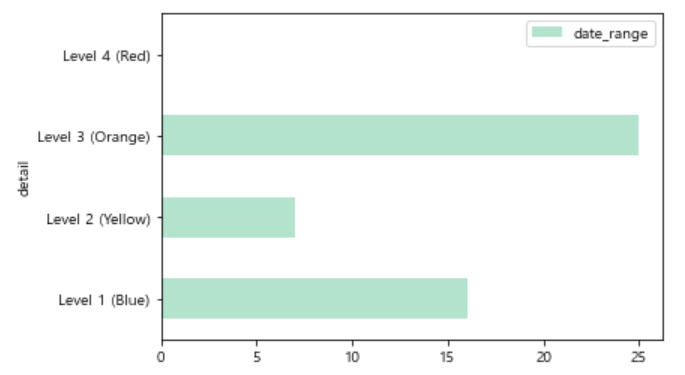 date_range
Level 4 (Red)
Level 3 (Orange)
Level 2 (Yellow)
Level 1 (Blue)
detail
0 5 10 15 20 25